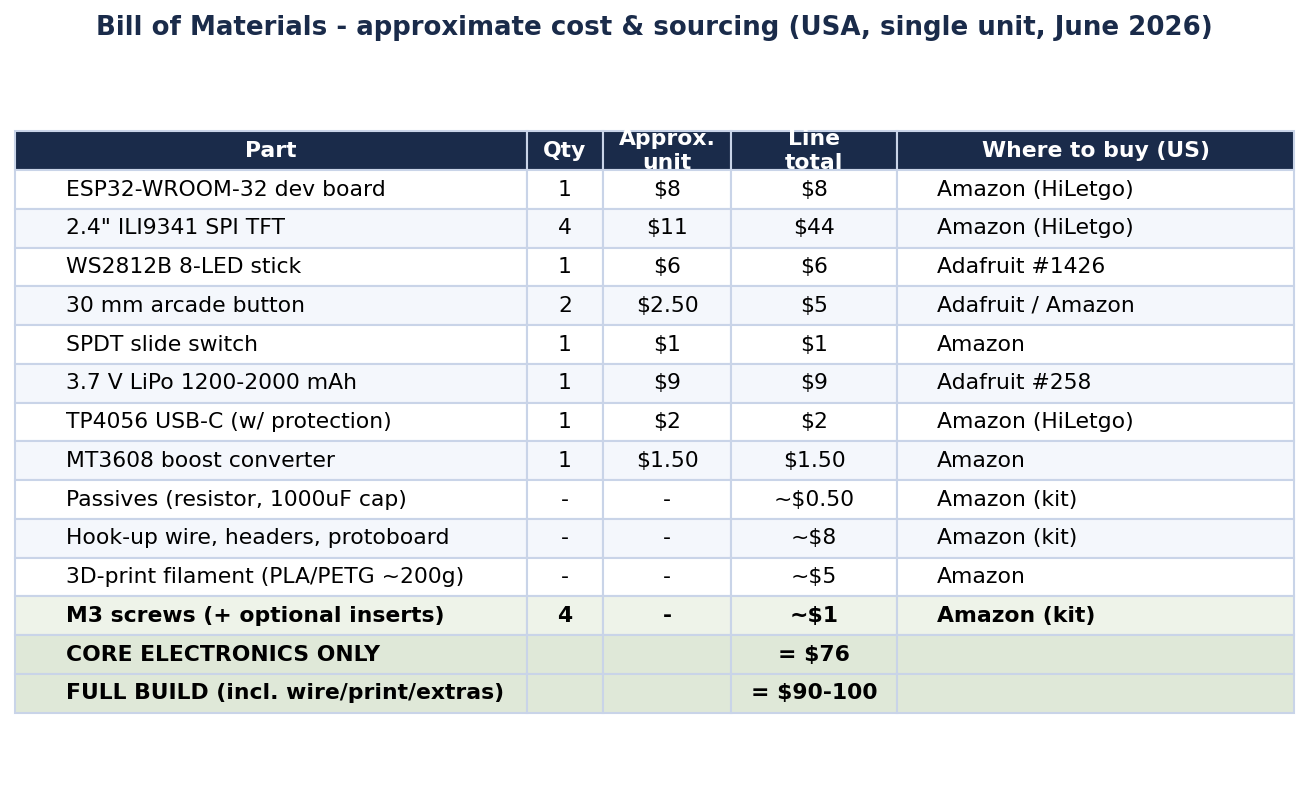 Bill of Materials - approximate cost & sourcing (USA, single unit, June 2026)
Part Qty Approx. unit Line total Where to buy (US)
ESP32-WROOM-32 dev board 1 $8 $8 Amazon (HiLetgo)
2.4" ILI9341 SPI TFT 4 $11 $44 Amazon (HiLetgo)
WS2812B 8-LED stick 1 $6 $6 Adafruit #1426
30 mm arcade button 2 $2.50 $5 Adafruit / Amazon
SPDT slide switch 1 $1 $1 Amazon
3.7 V LiPo 1200-2000 mAh 1 $9 $9 Adafruit #258
TP4056 USB-C (w/ protection) 1 $2 $2 Amazon (HiLetgo)
MT3608 boost converter 1 $1.50 $1.50 Amazon
Passives (resistor, 1000uF cap) - - ~$0.50 Amazon (kit)
Hook-up wire, headers, protoboard - - ~$8 Amazon (kit)
3D-print filament (PLA/PETG ~200g) - - ~$5 Amazon
M3 screws (+ optional inserts) 4 - ~$1 Amazon (kit)
CORE ELECTRONICS ONLY = $76
FULL BUILD (incl. wire/print/extras) = $90-100